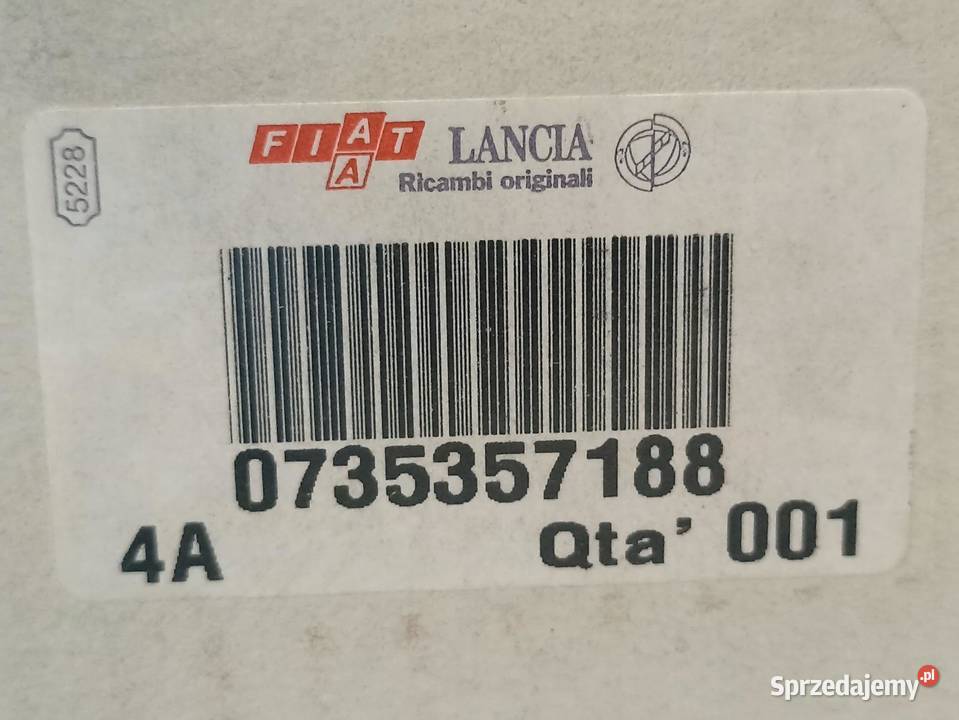 5228
FIAT LANCIA
A
Ricambi originali
0735357188
4A Qta’ 001
Sprzedajemy.pl